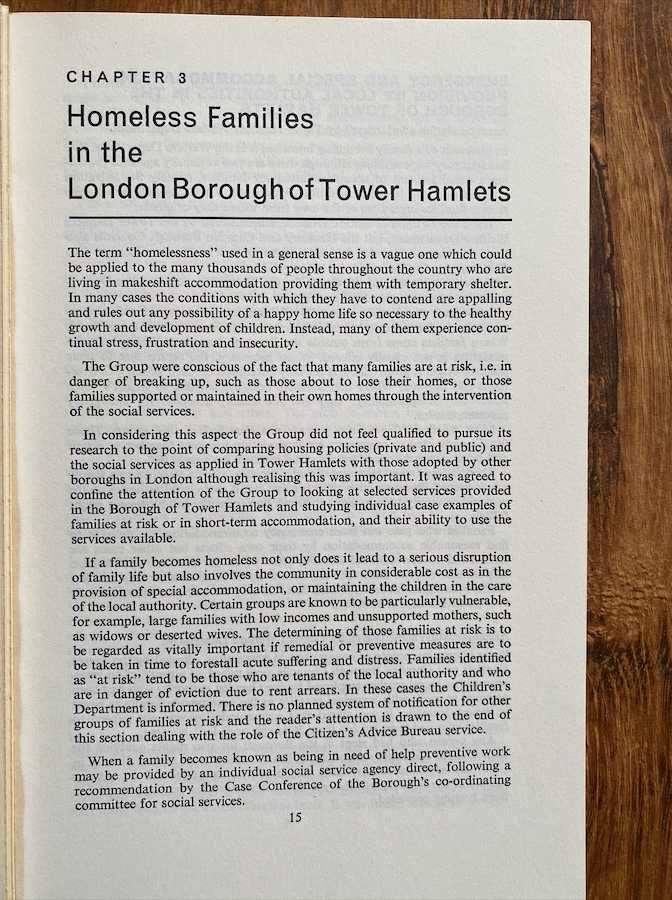 CHAPTER 3
Homeless Families
in the
London Borough of Tower Hamlets
The term "homelessness" used in a general sense is a vague one which could
be applied to the many thousands of people throughout the country who are
living in makeshift accommodation providing them with temporary shelter.
In many cases the conditions with which they have to contend are appalling
and rules out any possibility of a happy home life so necessary to the healthy
growth and development of children. Instead, many of them experience con-
tinual stress, frustration and insecurity.
The Group were conscious of the fact that many families are at risk, i.e. in
danger of breaking up, such as those about to lose their homes, or those
families supported or maintained in their own homes through the intervention
of the social services.
In considering this aspect the Group did not feel qualified to pursue its
research to the point of comparing housing policies (private and public) and
the social services as applied in Tower Hamlets with those adopted by other
boroughs in London although realising this was important. It was agreed to
confine the attention of the Group to looking at selected services provided
in the Borough of Tower Hamlets and studying individual case examples of
families at risk or in short-term accommodation, and their ability to use the
services available.
If a family becomes homeless not only does it lead to a serious disruption
of family life but also involves the community in considerable cost as in the
provision of special accommodation, or maintaining the children in the care
of the local authority. Certain groups are known to be particularly vulnerable,
for example, large families with low incomes and unsupported mothers, such
as widows or deserted wives. The determining of those families at risk is to
be regarded as vitally important if remedial or preventive measures are to
be taken in time to forestall acute suffering and distress. Families identified
as "at risk" tend to be those who are tenants of the local authority and who
are in danger of eviction due to rent arrears. In these cases the Children's
Department is informed. There is no planned system of notification for other
groups of families at risk and the reader's attention is drawn to the end of
this section dealing with the role of the Citizen's Advice Bureau service.
When a family becomes known as being in need of help preventive work
may be provided by an individual social service agency direct, following a
recommendation by the Case Conference of the Borough's co-ordinating
committee for social services.
15